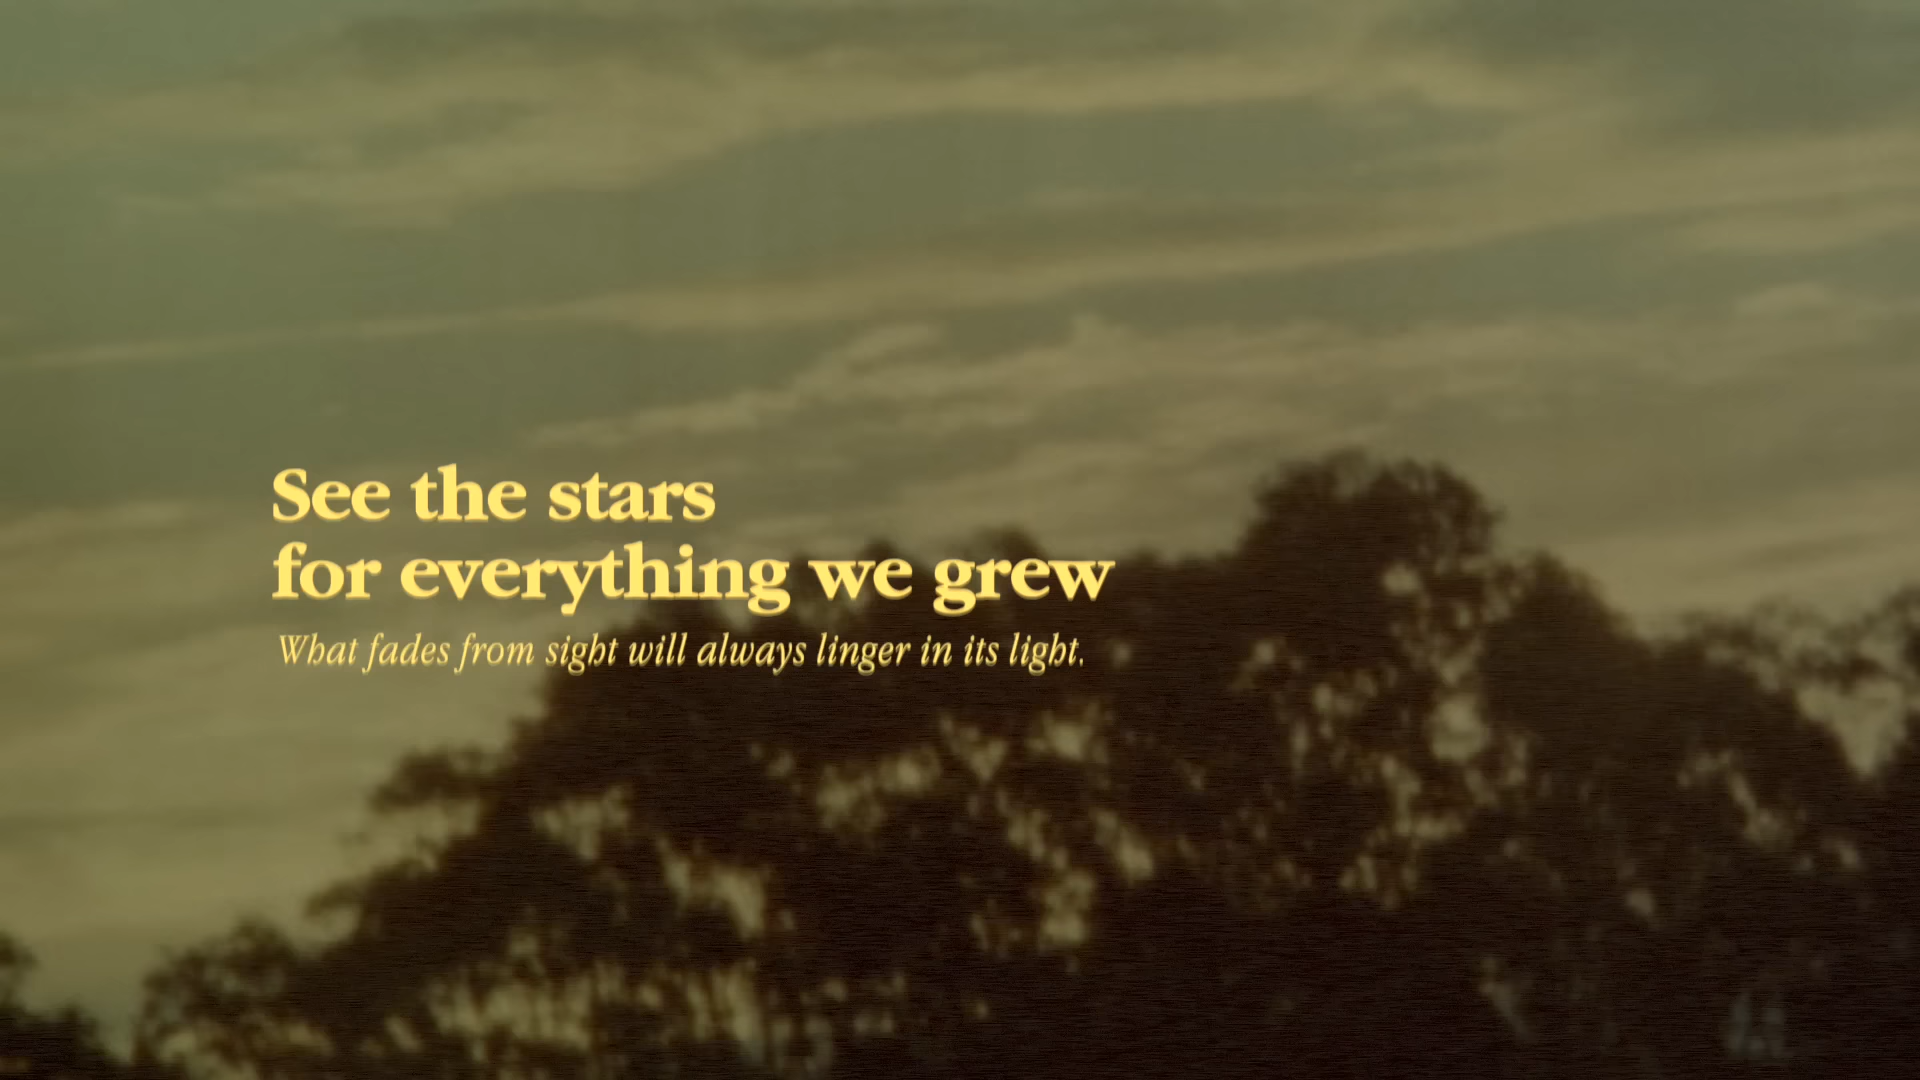 See the stars
for everything we grew
What fades from sight will always linger in its light.